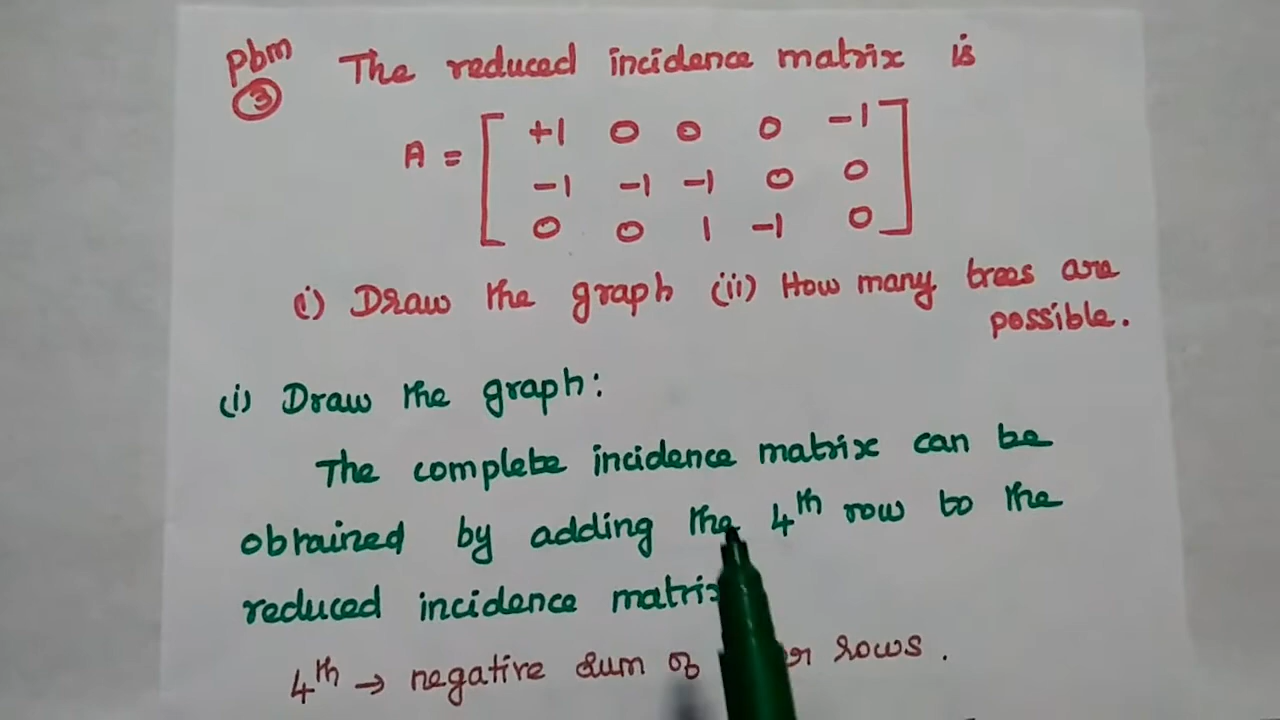 Pbm The reduced incidence matrix is
③
A = [ +1 0 0 0 -1
-1 -1 -1 0 0
0 0 1 -1 0 ]
(i) Draw the graph (ii) How many trees are
possible.
(i) Draw the graph:
The complete incidence matrix can be
obtained by adding the 4th row to the
reduced incidence matrix
4th → negative sum of rows.